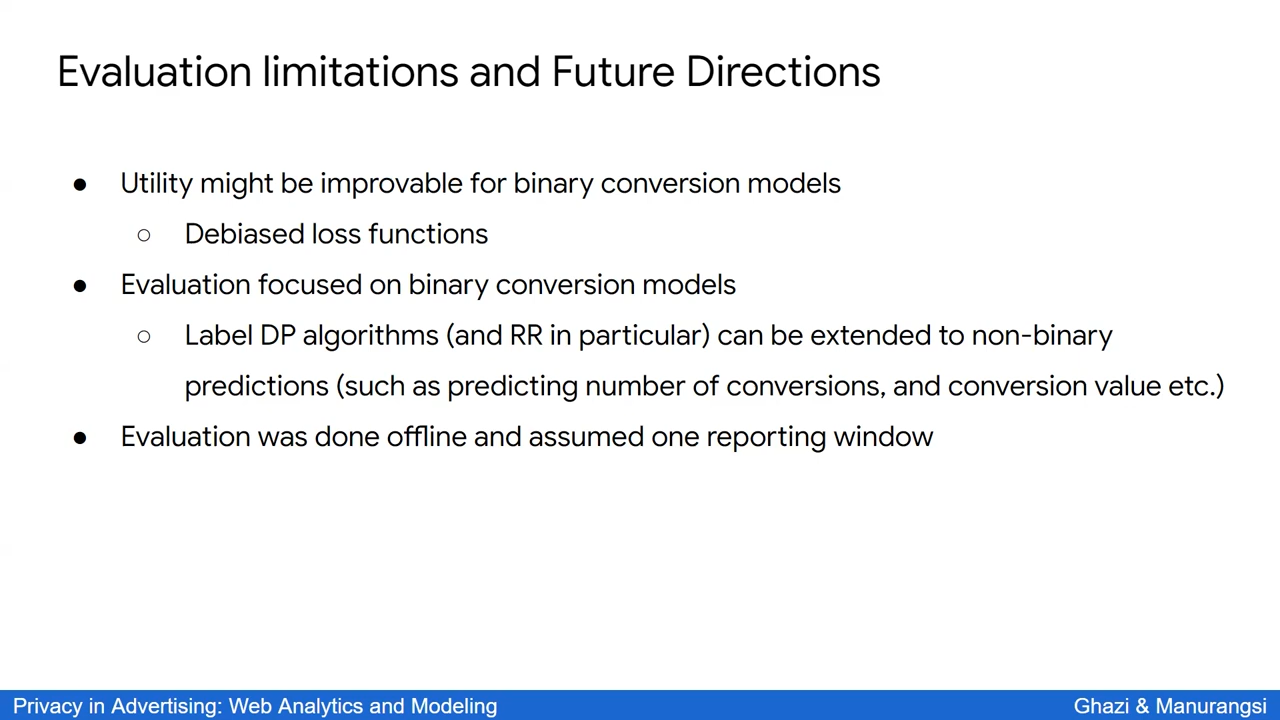 Evaluation limitations and Future Directions
● Utility might be improvable for binary conversion models
○ Debiased loss functions
● Evaluation focused on binary conversion models
○ Label DP algorithms (and RR in particular) can be extended to non-binary
predictions (such as predicting number of conversions, and conversion value etc.)
● Evaluation was done offline and assumed one reporting window
Privacy in Advertising: Web Analytics and Modeling
Ghazi & Manurangsi